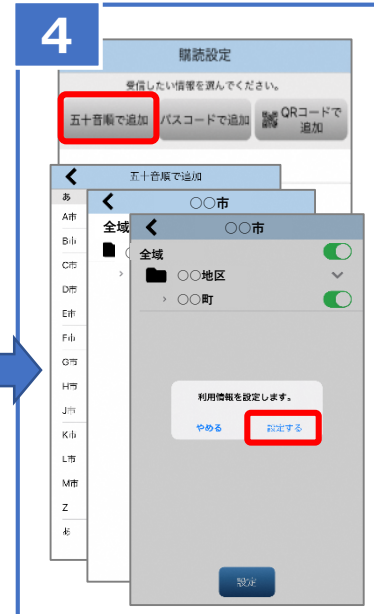 4
購読設定
受信したい情報を選んでください。
五十音順で追加
パスコードで追加
QRコードで
追加
五十音順で追加
あ
A市
B市
C市
D市
E市
F市
G市
H市
J市
K市
L市
M市
Z
○○市
全域
○○市
全域
○○地区
○○町
利用情報を設定します。
やめる
設定する
設定